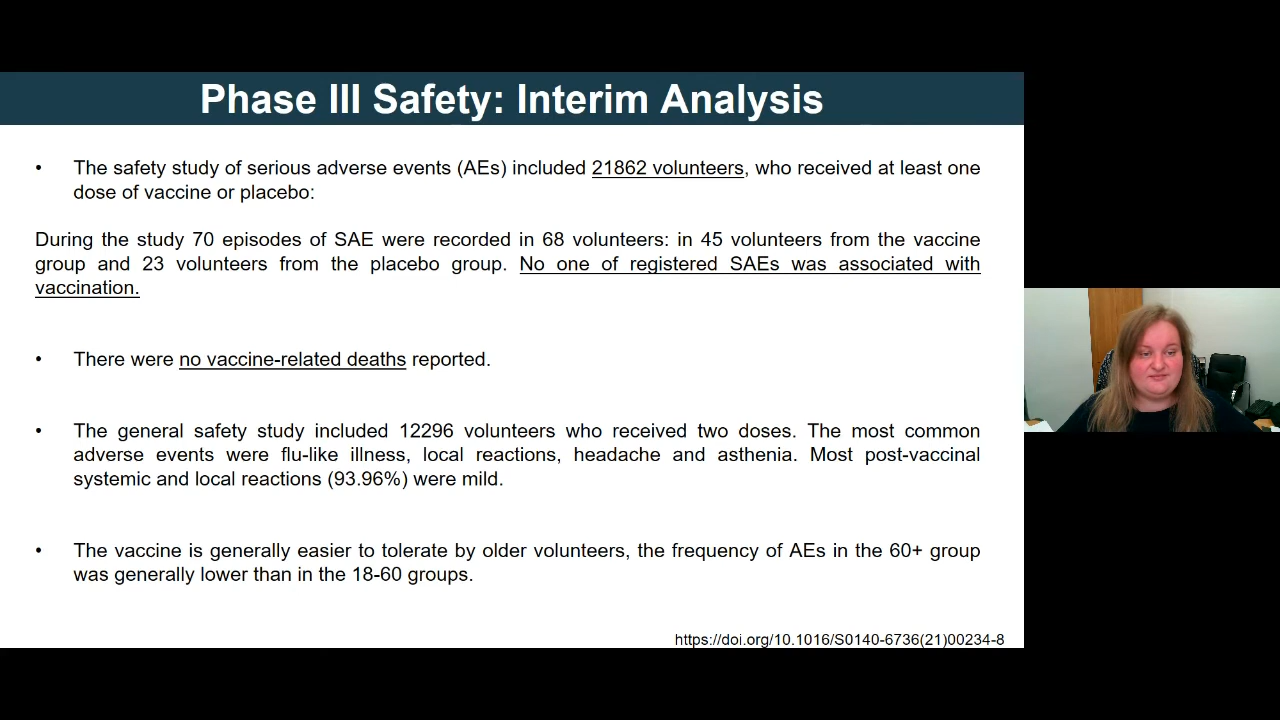 Phase III Safety: Interim Analysis
• The safety study of serious adverse events (AEs) included 21862 volunteers, who received at least one
dose of vaccine or placebo:
During the study 70 episodes of SAE were recorded in 68 volunteers: in 45 volunteers from the vaccine
group and 23 volunteers from the placebo group. No one of registered SAEs was associated with
vaccination.
• There were no vaccine-related deaths reported.
• The general safety study included 12296 volunteers who received two doses. The most common
adverse events were flu-like illness, local reactions, headache and asthenia. Most post-vaccinal
systemic and local reactions (93.96%) were mild.
• The vaccine is generally easier to tolerate by older volunteers, the frequency of AEs in the 60+ group
was generally lower than in the 18-60 groups.
https://doi.org/10.1016/S0140-6736(21)00234-8